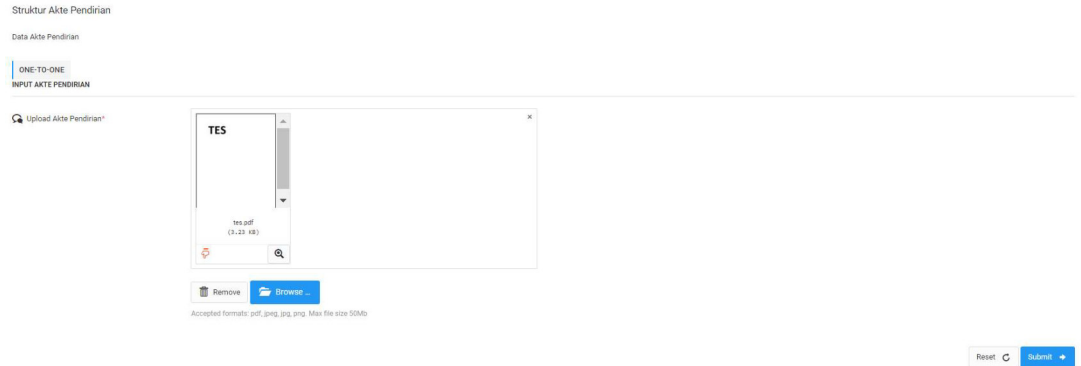 Struktur Akte Pendirian
Data Akte Pendirian
ONE-TO-ONE
INPUT AKTE PENDIRIAN
Upload Akte Pendirian*
×
TES
tes.pdf
(3.23 KB)
Remove
Browse ...
Accepted formats: pdf, jpeg, jpg, png. Max file size 50Mb
Reset
Submit